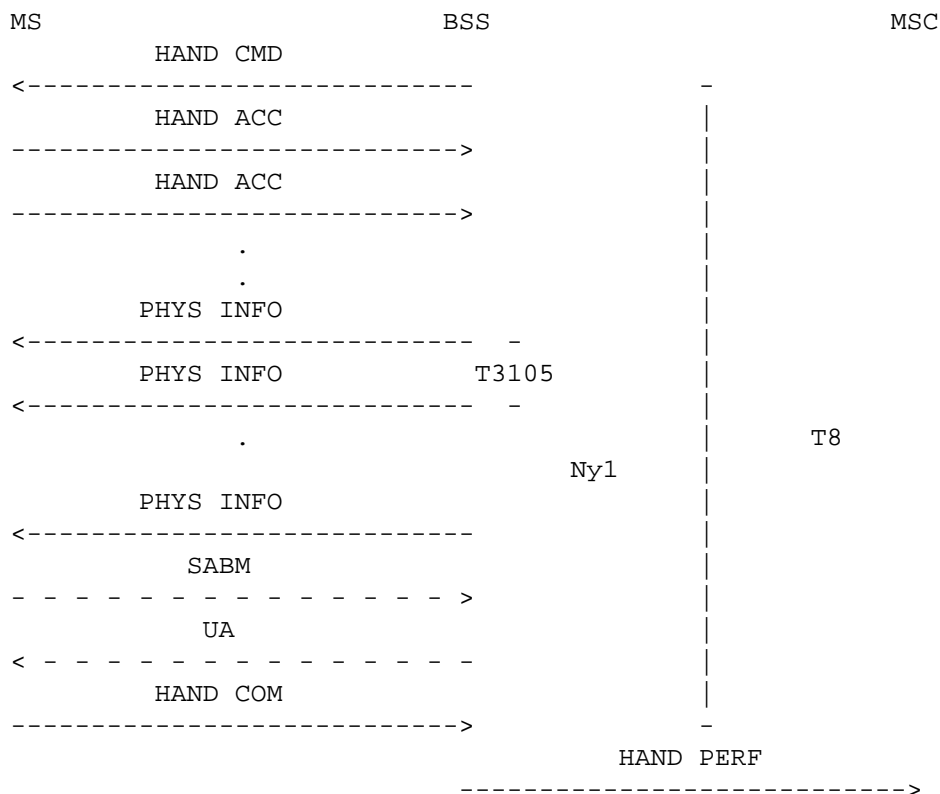 MS BSS MSC
HAND CMD
<---------------------------- -
HAND ACC |
----------------------------> |
HAND ACC |
----------------------------> |
. |
. |
PHYS INFO |
<---------------------------- - |
PHYS INFO T3105 |
<---------------------------- - |
. | T8
Ny1 |
PHYS INFO |
<---------------------------- |
SABM |
- - - - - - - - - - - - - - > |
UA |
< - - - - - - - - - - - - - - |
HAND COM |
----------------------------> -
HAND PERF
---------------------------->